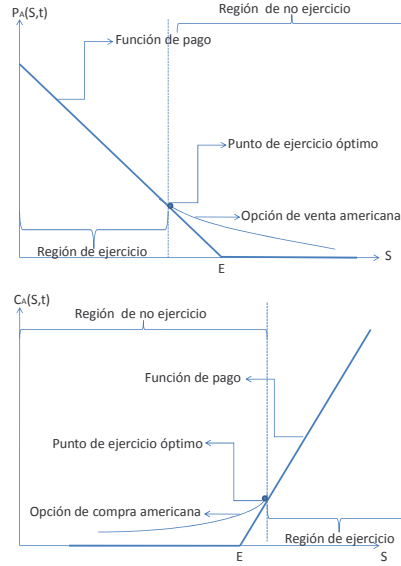 PA(S,t)
Región de no ejercicio
Función de pago
Punto de ejercicio óptimo
Opción de venta americana
Región de ejercicio
S
E
CA(S,t)
Región de no ejercicio
Función de pago
Punto de ejercicio óptimo
Opción de compra americana
Región de ejercicio
E
S